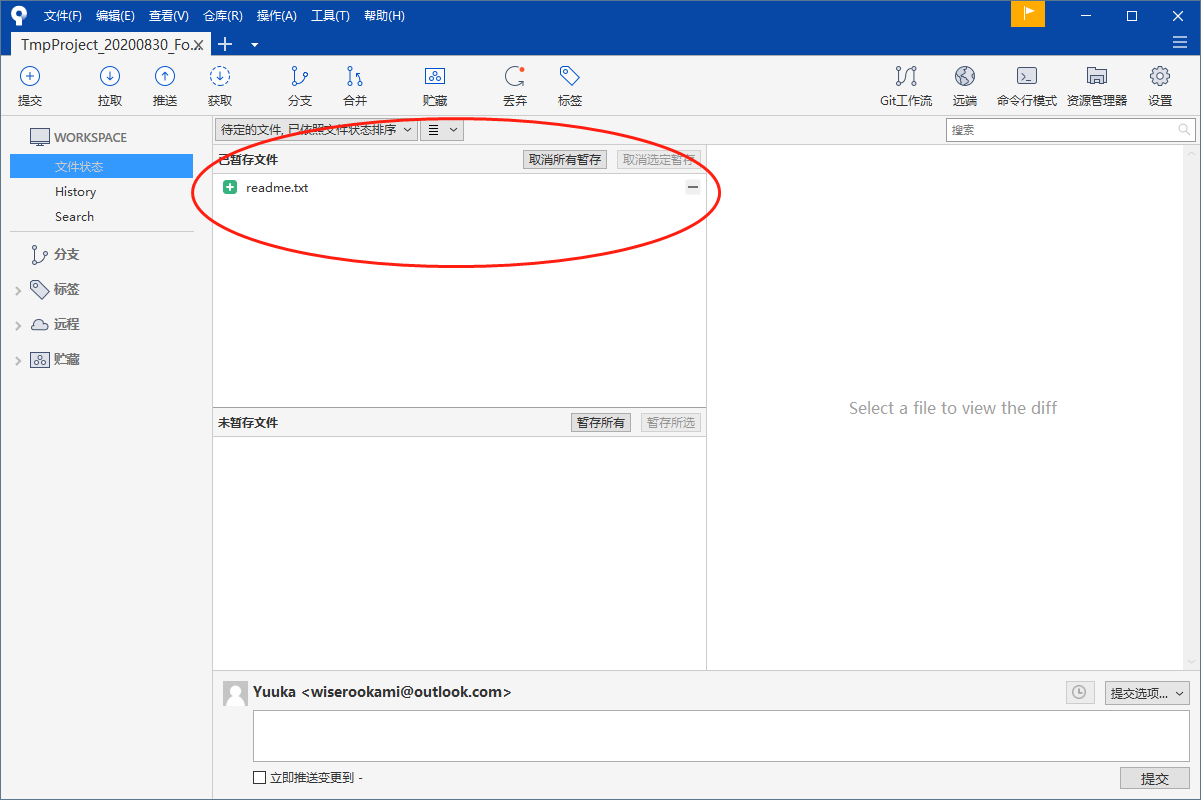 文件(F) 编辑(E) 查看(V) 仓库(R) 操作(A) 工具(T) 帮助(H)
TmpProject_20200830_Fo..
提交 拉取 推送 获取 分支 合并 贮藏 丢弃 标签 Git工作流 远端 命令行模式 资源管理器 设置
WORKSPACE
文件状态
History
Search
分支
标签
远程
贮藏
待定的文件, 已依照文件状态排序
搜索
已暂存文件 取消所有暂存 取消选定暂存
readme.txt
未暂存文件 暂存所有 暂存所选
Select a file to view the diff
Yuuka <wiserookami@outlook.com>
提交选项...
立即推送变更到 -
提交